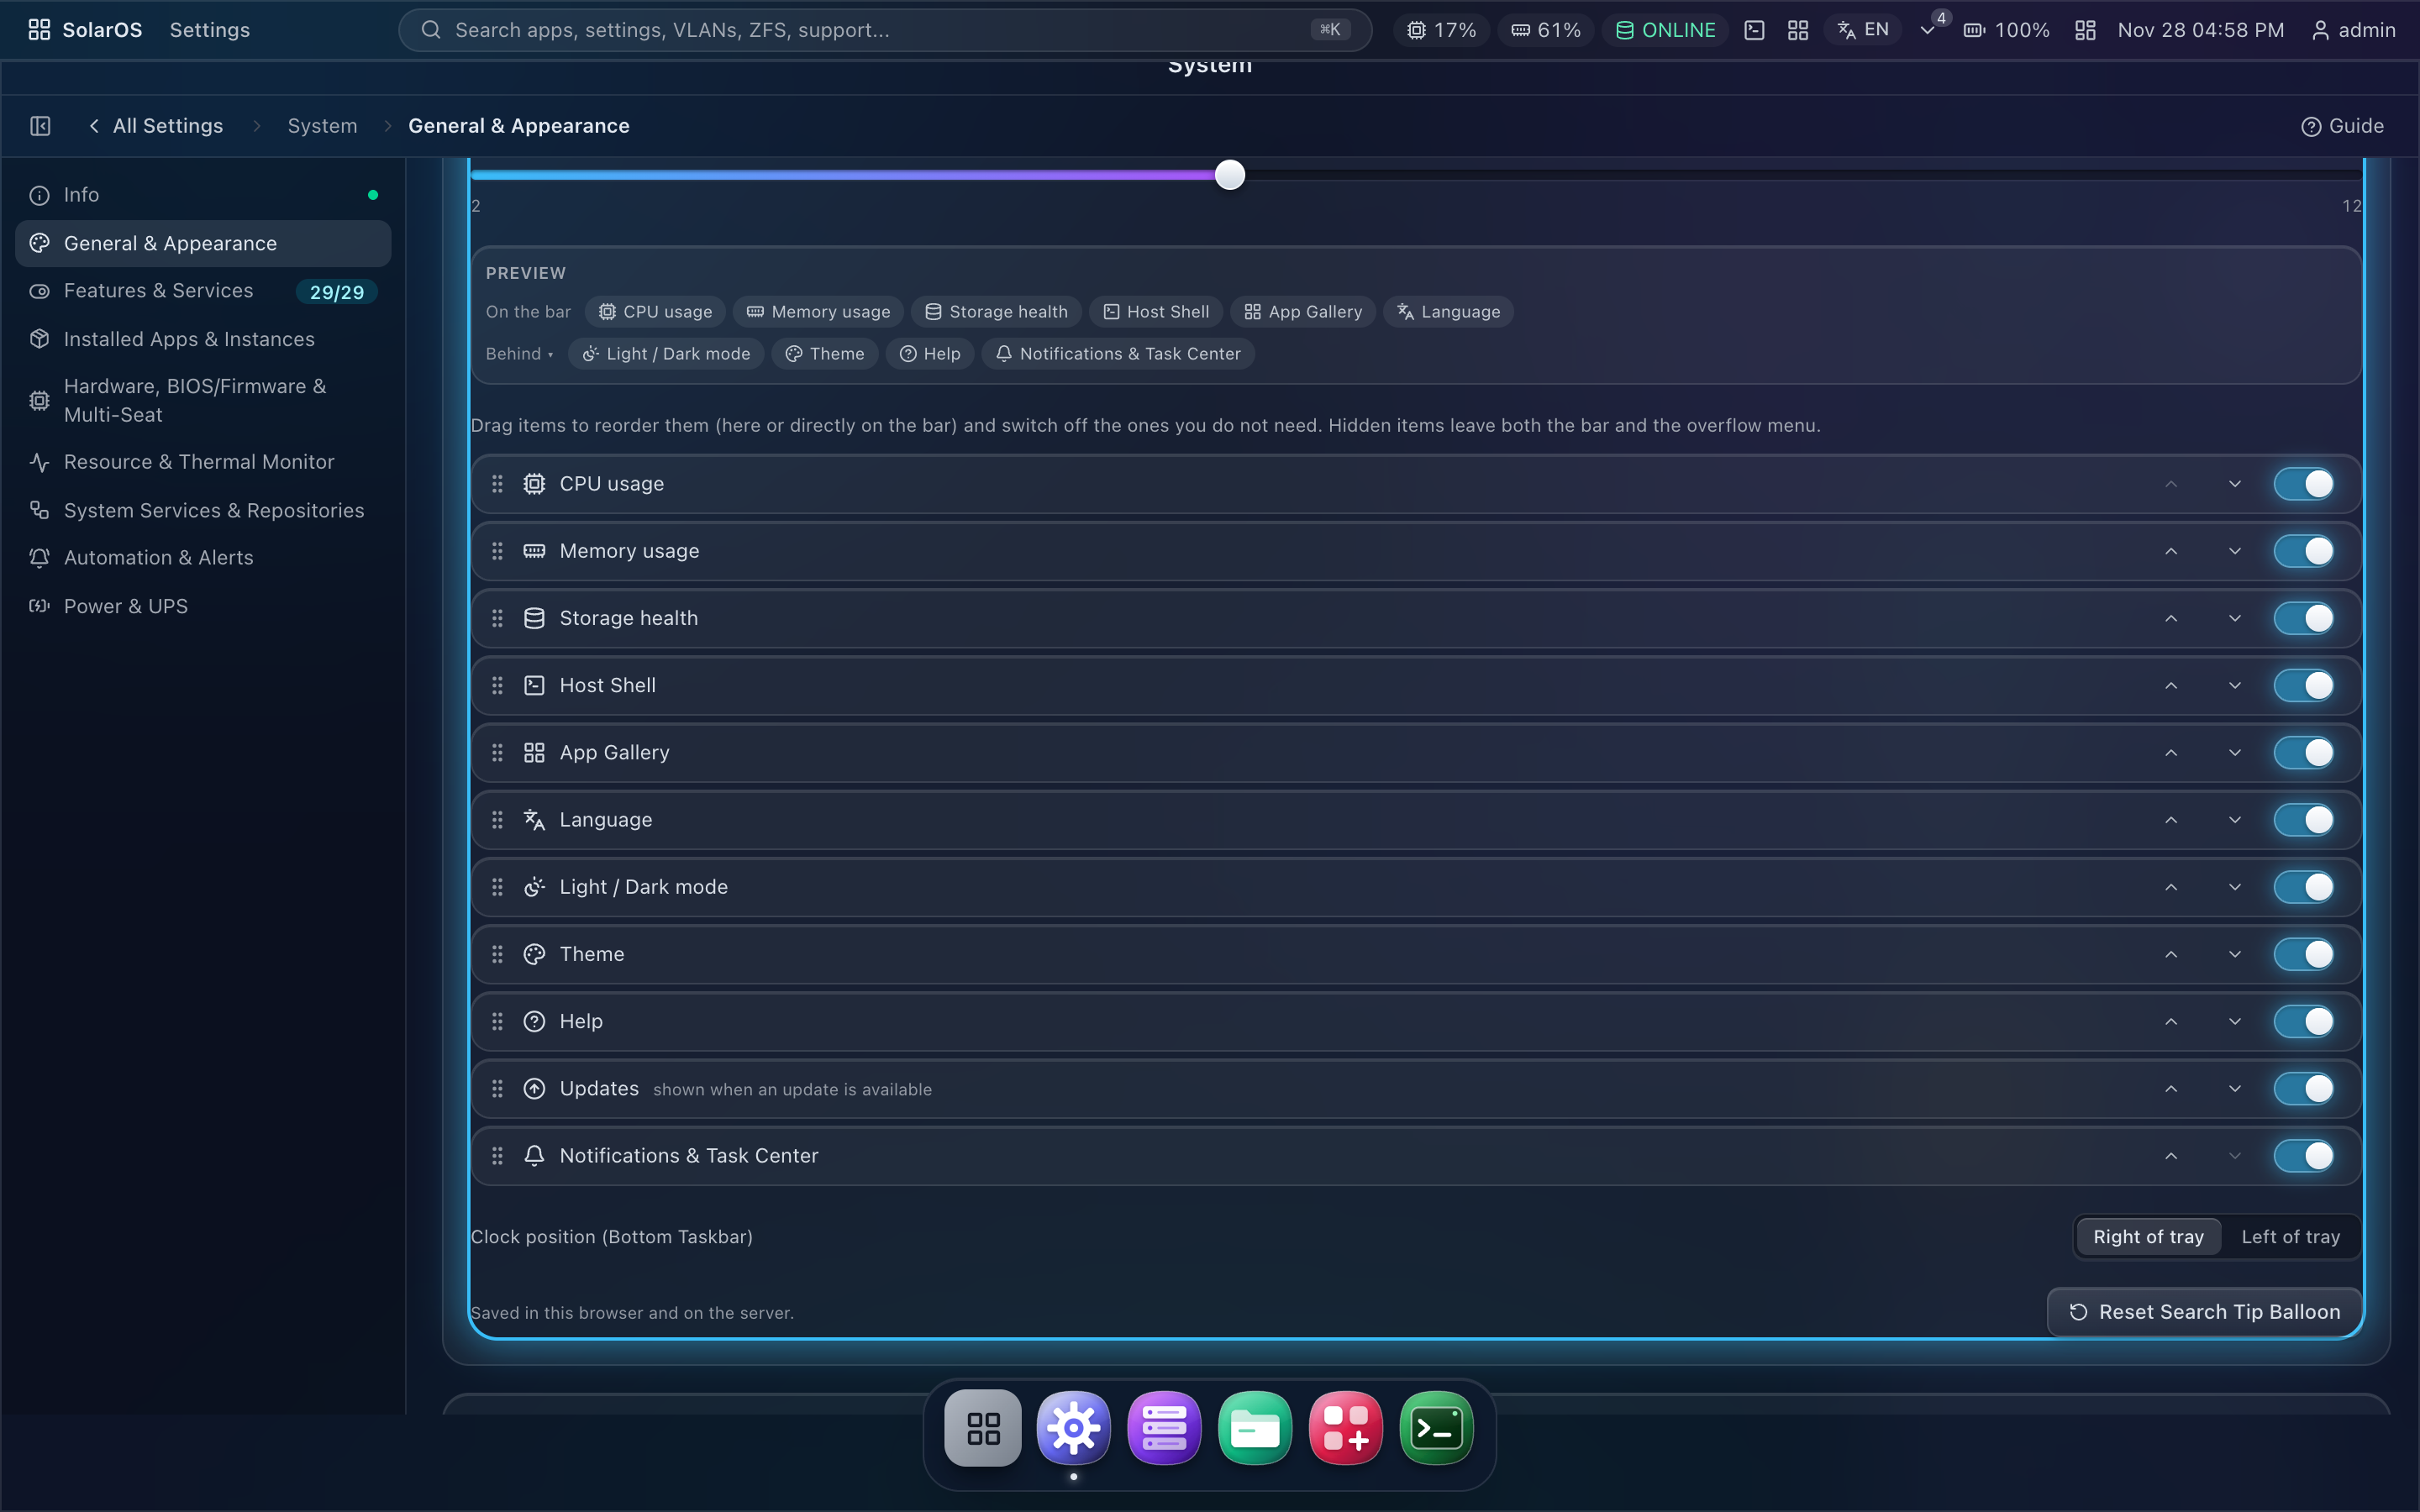 SolarOS Settings Search apps, settings, VLANs, ZFS, support... ⌘K 17% 61% ONLINE EN 4 100% Nov 28 04:58 PM admin
System
All Settings System General & Appearance Guide
Info
General & Appearance
Features & Services 29/29
Installed Apps & Instances
Hardware, BIOS/Firmware &
Multi-Seat
Resource & Thermal Monitor
System Services & Repositories
Automation & Alerts
Power & UPS
2 12
PREVIEW
On the bar CPU usage Memory usage Storage health Host Shell App Gallery Language
Behind Light / Dark mode Theme Help Notifications & Task Center
Drag items to reorder them (here or directly on the bar) and switch off the ones you do not need. Hidden items leave both the bar and the overflow menu.
CPU usage
Memory usage
Storage health
Host Shell
App Gallery
Language
Light / Dark mode
Theme
Help
Updates shown when an update is available
Notifications & Task Center
Clock position (Bottom Taskbar) Right of tray Left of tray
Saved in this browser and on the server. Reset Search Tip Balloon